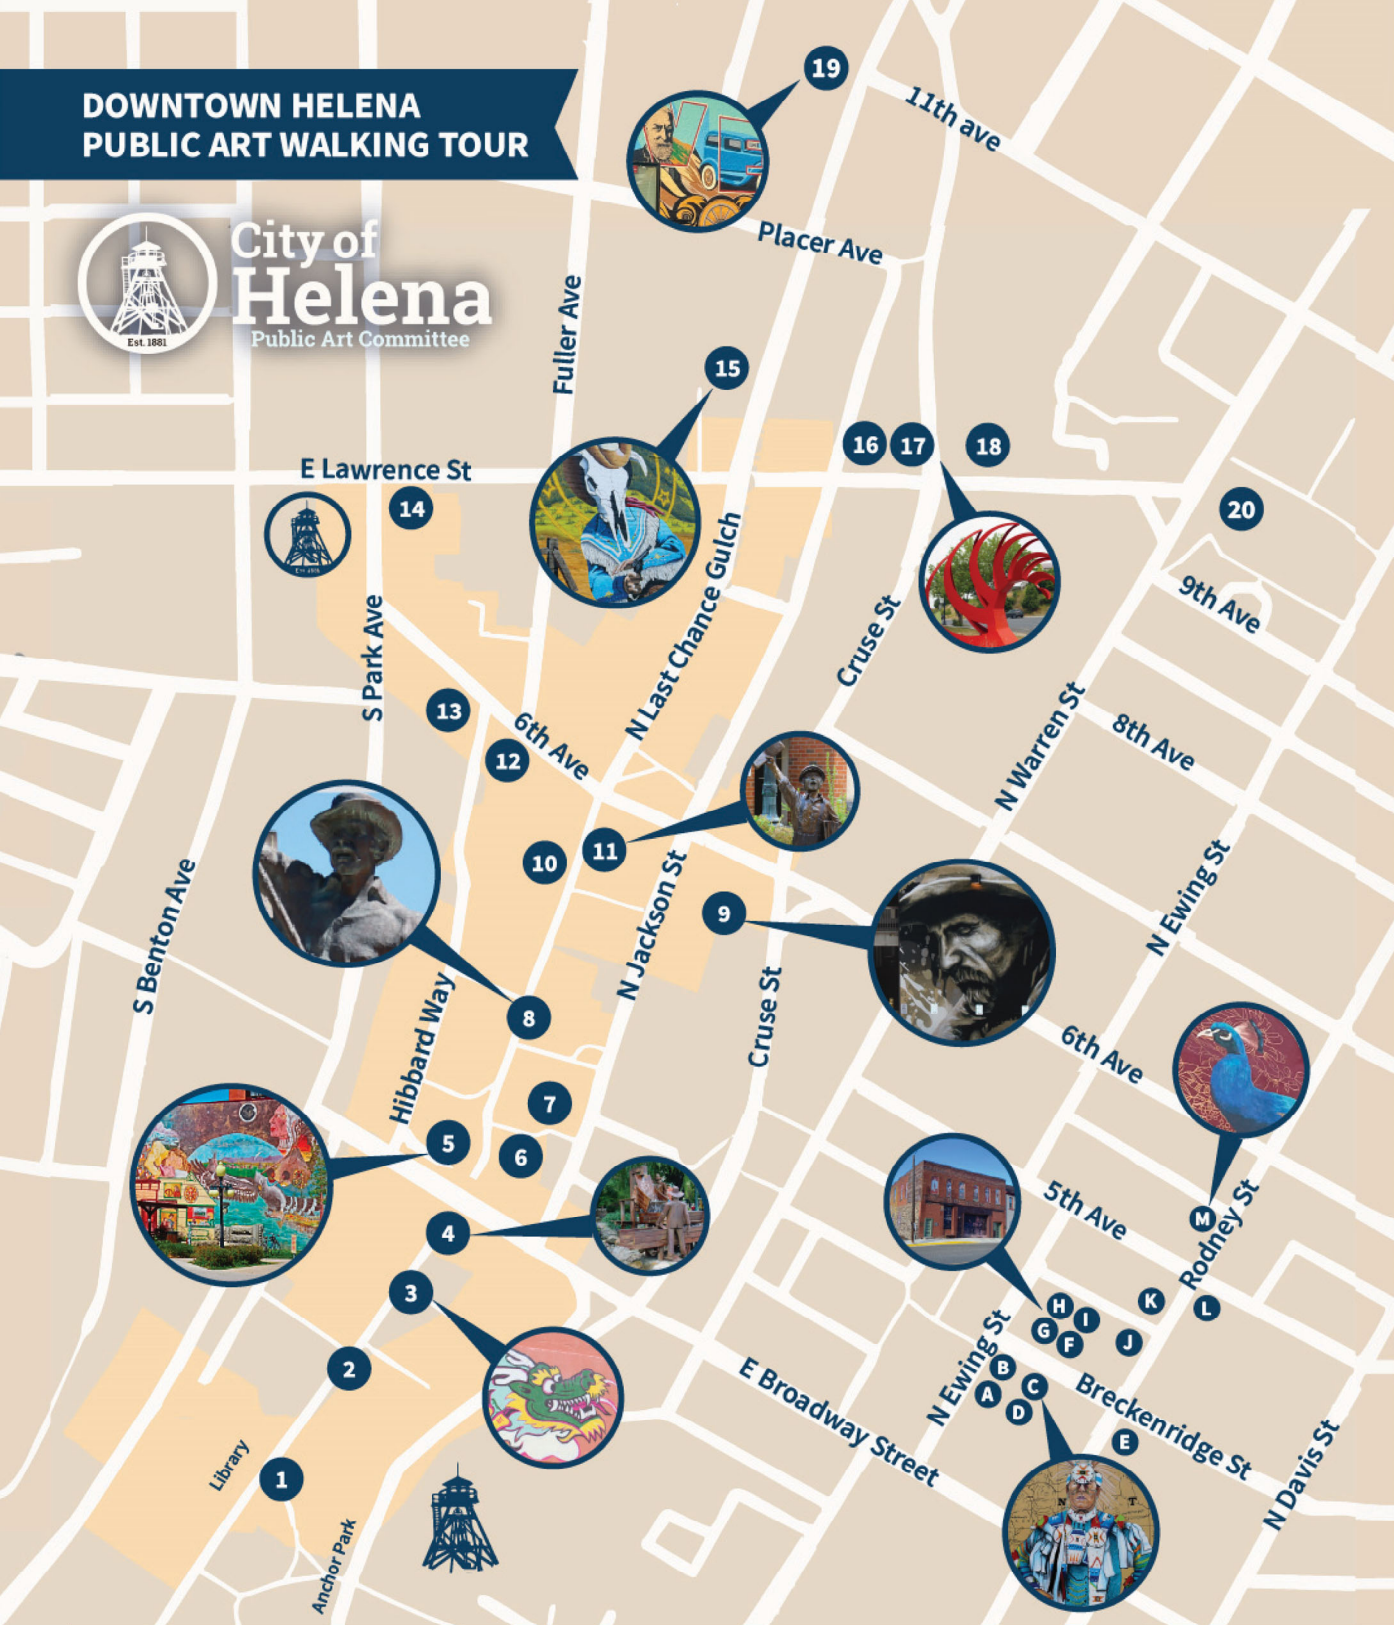 DOWNTOWN HELENA
PUBLIC ART WALKING TOUR
City of
Helena
Public Art Committee
Est. 1881
19
11th ave
Placer Ave
Fuller Ave
15
16
17
18
E Lawrence St
14
20
9th Ave
N Last Chance Gulch
Cruse St
S Park Ave
13
12
6th Ave
N Warren St
8th Ave
10
11
9
N Jackson St
N Ewing St
S Benton Ave
8
Hibbard Way
Cruse St
6th Ave
7
5
6
4
3
2
1
Library
Anchor Park
5th Ave
M
Rodney St
H
I
K
L
G
F
J
N Ewing St
B
A
C
D
E
Breckenridge St
E Broadway Street
N Davis St
N
T